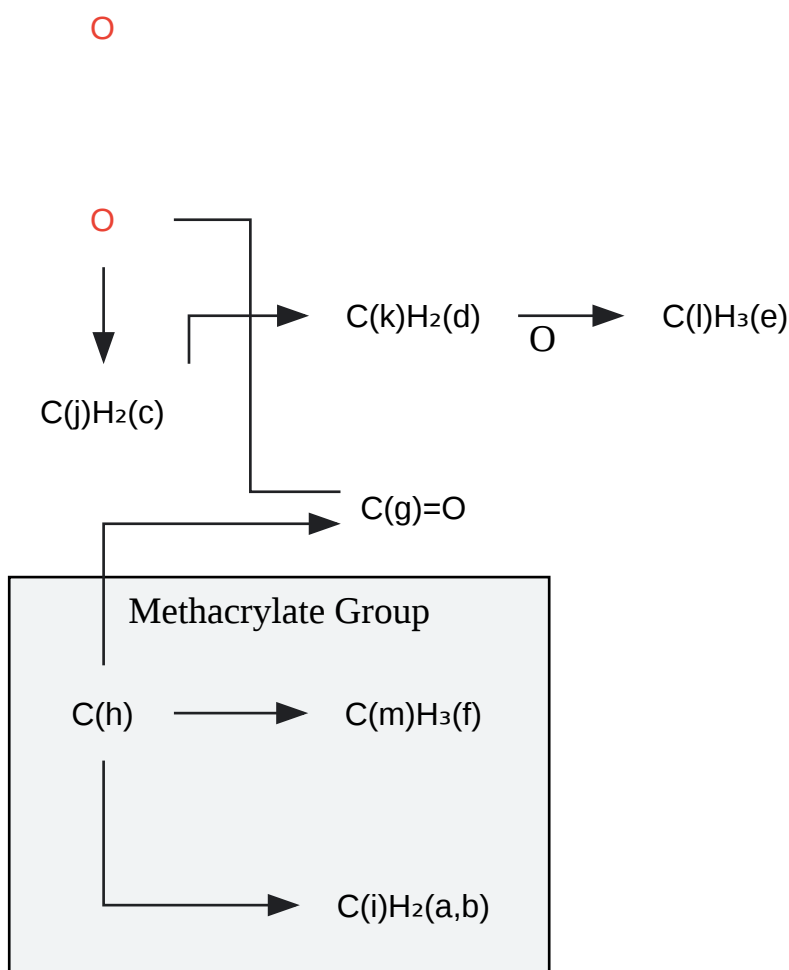 O
O
C(k)H₂(d)
C(l)H₃(e)
O
C(j)H₂(c)
C(g)=O
Methacrylate Group
C(h)
C(m)H₃(f)
C(i)H₂(a,b)